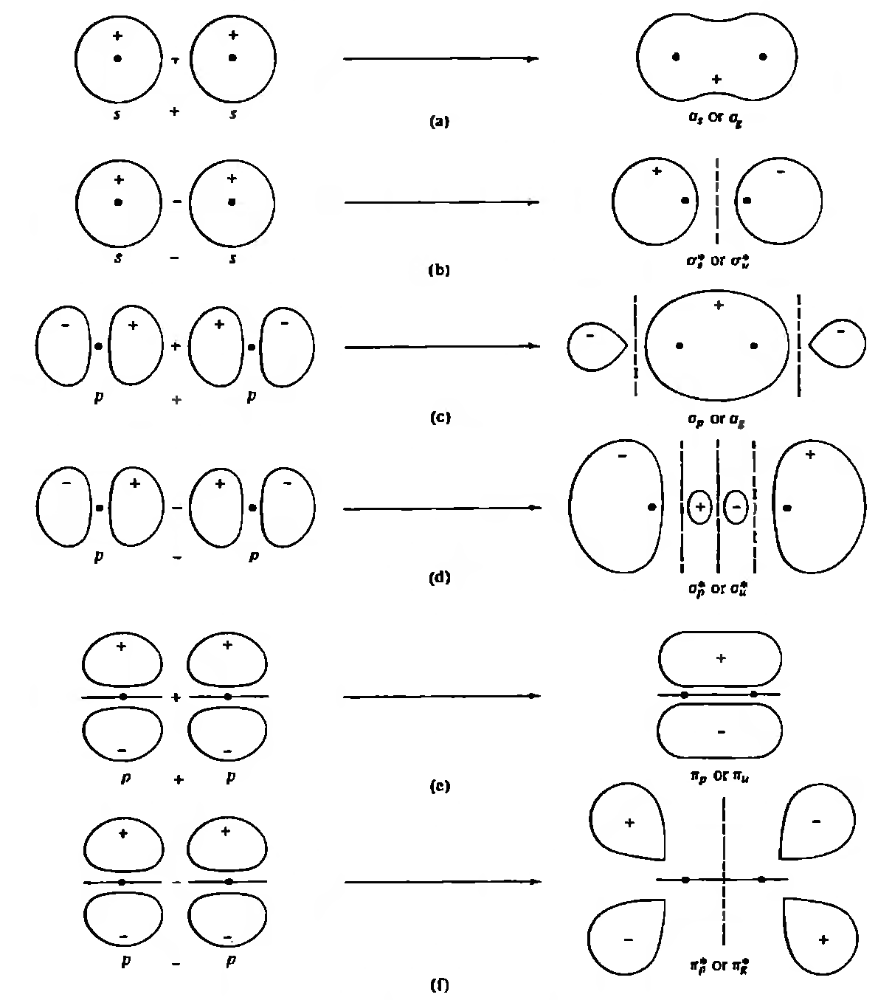 + + +
s + s
(a)
+
σs or σg
+ - +
s - s
(b)
+ -
σs* or σu*
- + + + -
p + p
(c)
- + -
σp or σg
- + - + -
p - p
(d)
- + - +
σp* or σu*
+ +
+
- -
p + p
(e)
+
-
πp or πu
+ +
-
- -
p - p
(f)
+ -
- +
πp* or πg*